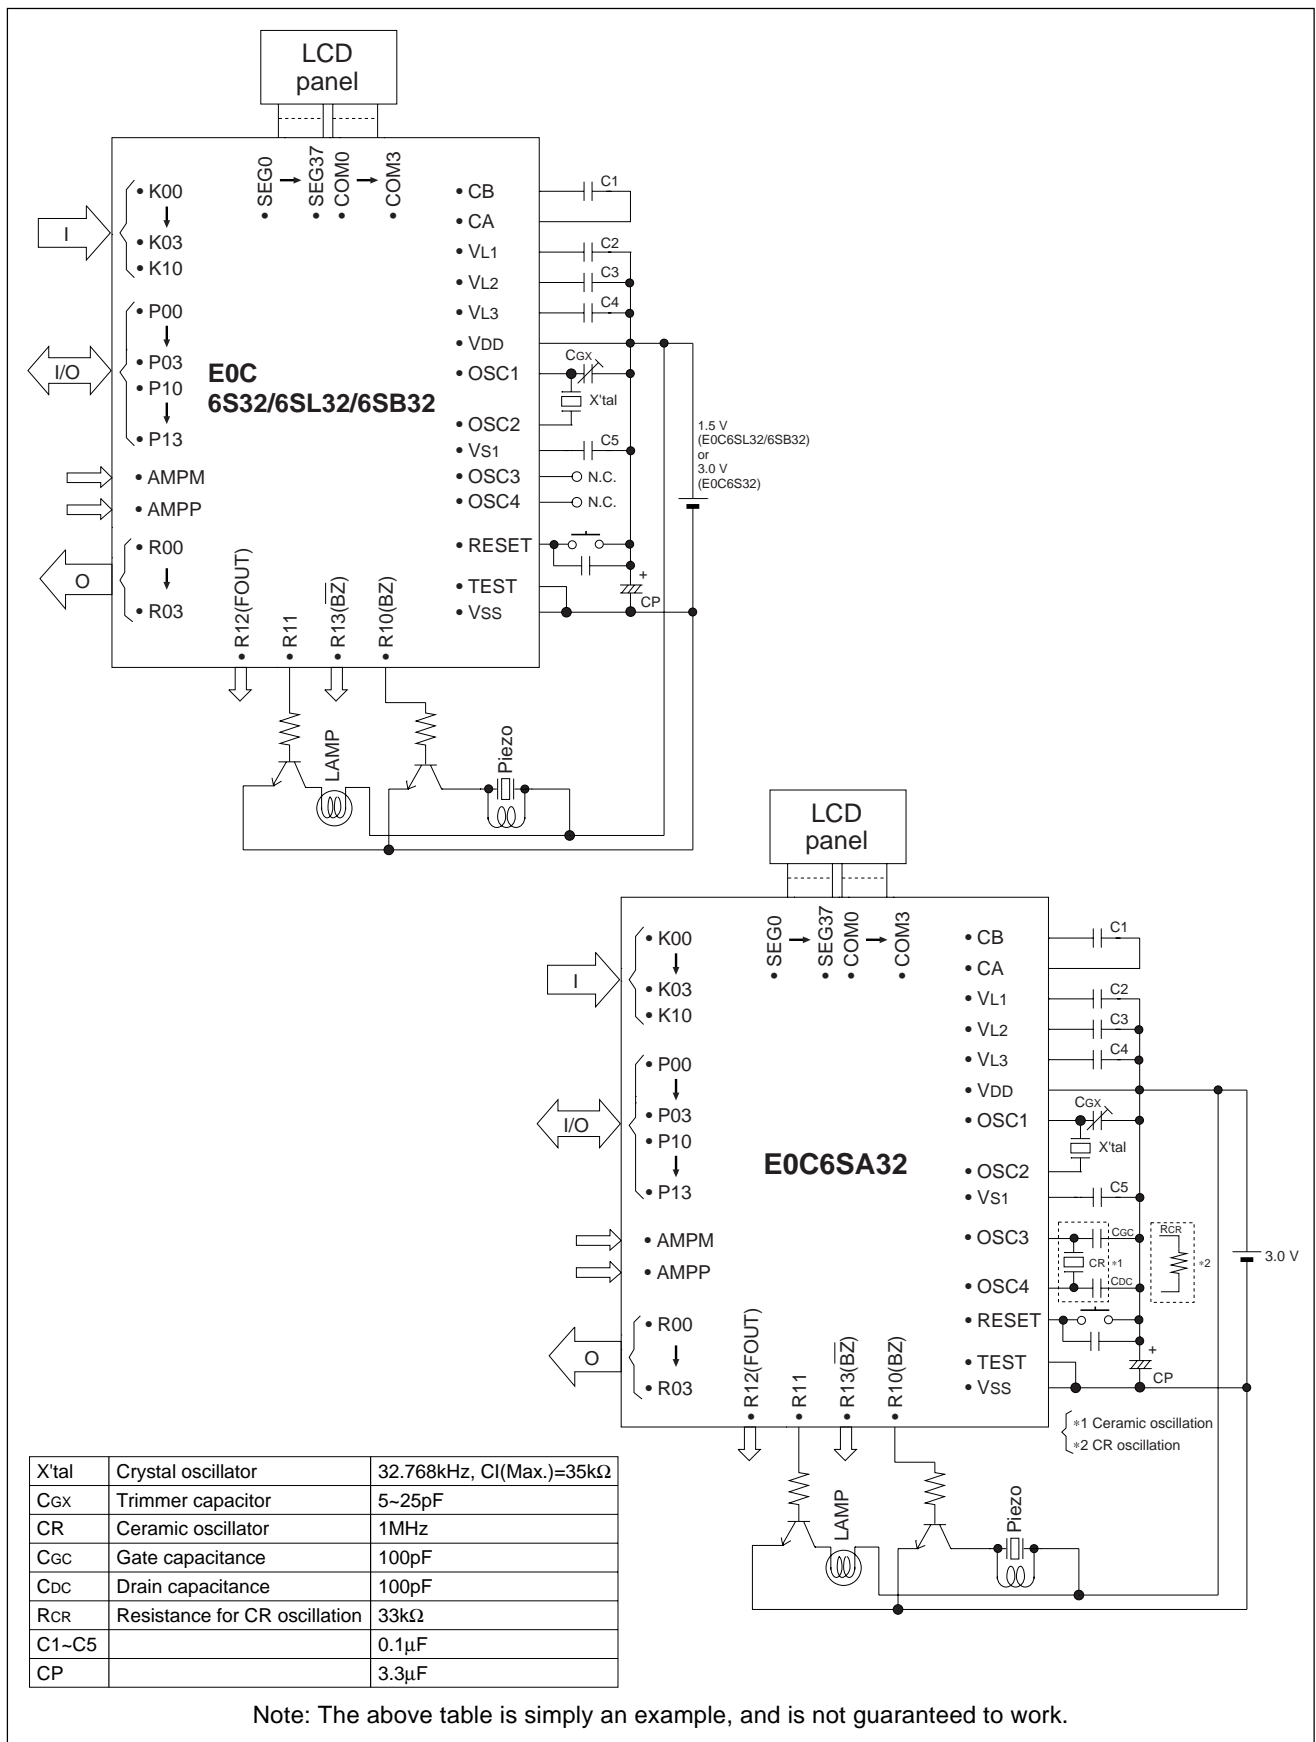 LCD
panel
SEG0
SEG37
COM0
COM3
K00
K03
K10
I
P00
P03
P10
P13
I/O
AMPM
AMPP
R00
R03
O
E0C
6S32/6SL32/6SB32
CB
CA
VL1
VL2
VL3
VDD
OSC1
OSC2
VS1
OSC3
OSC4
RESET
TEST
VSS
C1
C2
C3
C4
CGX
X'tal
C5
N.C.
N.C.
+
CP
1.5 V
(E0C6SL32/6SB32)
or
3.0 V
(E0C6S32)
R12(FOUT)
R11
R13(B̅Z̅)
R10(BZ)
LAMP
Piezo
LCD
panel
SEG0
SEG37
COM0
COM3
K00
K03
K10
I
P00
P03
P10
P13
I/O
AMPM
AMPP
R00
R03
O
E0C6SA32
CB
CA
VL1
VL2
VL3
VDD
OSC1
OSC2
VS1
OSC3
OSC4
RESET
TEST
VSS
C1
C2
C3
C4
CGX
X'tal
C5
CGC
CR *1
CDC
RCR
*2
3.0 V
+
CP
*1 Ceramic oscillation
*2 CR oscillation
R12(FOUT)
R11
R13(B̅Z̅)
R10(BZ)
LAMP
Piezo
X'tal Crystal oscillator 32.768kHz, CI(Max.)=35kΩ
CGX Trimmer capacitor 5~25pF
CR Ceramic oscillator 1MHz
CGC Gate capacitance 100pF
CDC Drain capacitance 100pF
RCR Resistance for CR oscillation 33kΩ
C1~C5 0.1µF
CP 3.3µF
Note: The above table is simply an example, and is not guaranteed to work.